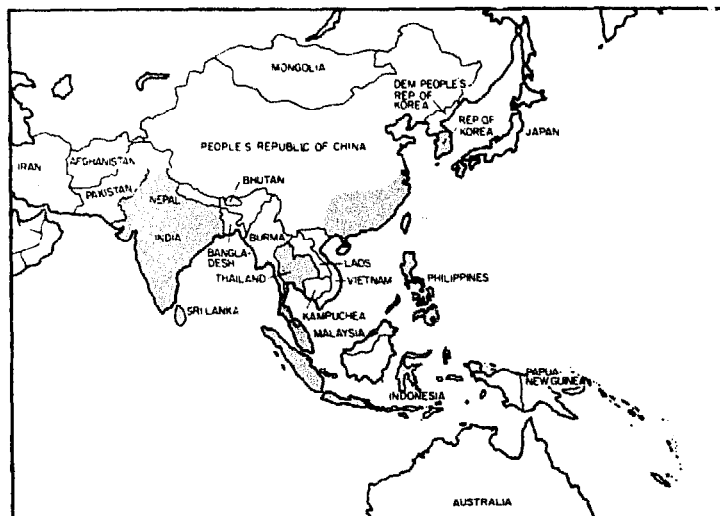 MONGOLIA
DEM PEOPLE'S
REP OF
KOREA
REP OF
KOREA
JAPAN
PEOPLE'S REPUBLIC OF CHINA
IRAN
AFGHANISTAN
PAKISTAN
NEPAL
BHUTAN
INDIA
BANGLA-
DESH
BURMA
THAILAND
LAOS
VIETNAM
PHILIPPINES
SRI LANKA
KAMPUCHEA
MALAYSIA
INDONESIA
PAPUA
NEW GUINEA
AUSTRALIA